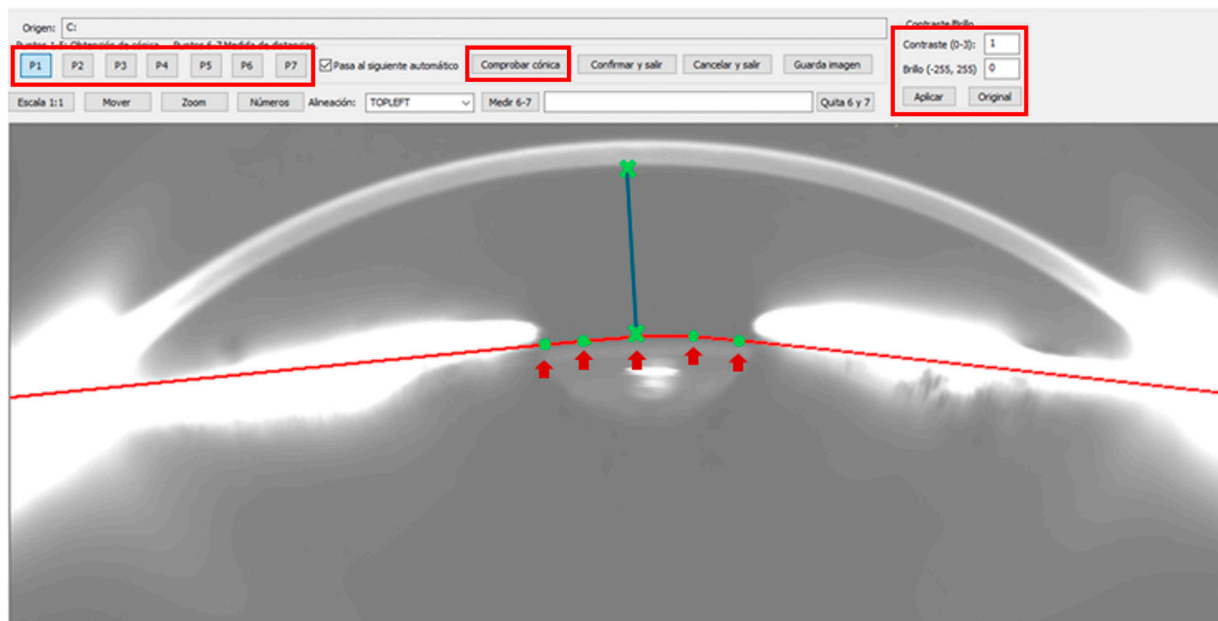 Origen: C:
Contraste/Brillo
Puntos 1-5: Obtención de cónica Puntos 6-7 Medida de distancias
Contraste (0-3): 1
P1 P2 P3 P4 P5 P6 P7 Pasa al siguiente automático Comprobar cónica Confirmar y salir Cancelar y salir Guarda imagen
Brillo (-255, 255) 0
Escala 1:1 Mover Zoom Números Alineación: TOPLEFT Medir 6-7 Quita 6 y 7
Aplicar Original